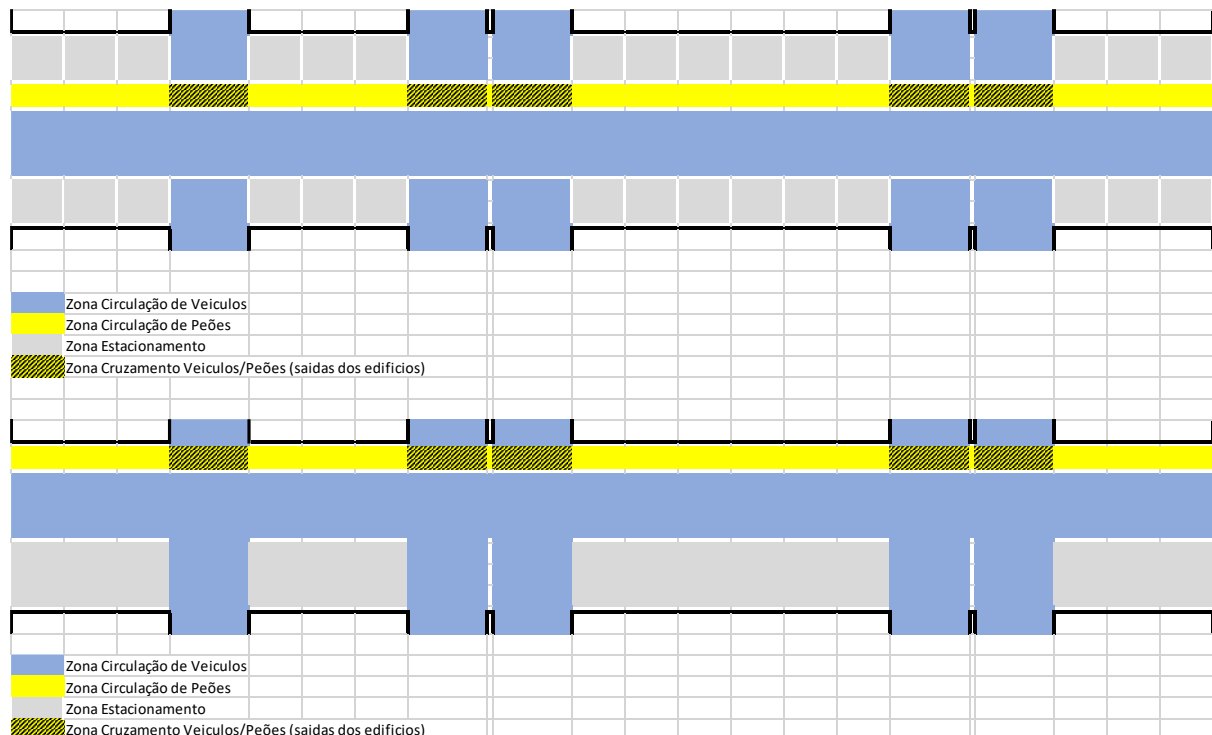 Zona Circulação de Veiculos
Zona Circulação de Peões
Zona Estacionamento
Zona Cruzamento Veiculos/Peões (saidas dos edificios)
Zona Circulação de Veiculos
Zona Circulação de Peões
Zona Estacionamento
Zona Cruzamento Veiculos/Peões (saidas dos edificios)